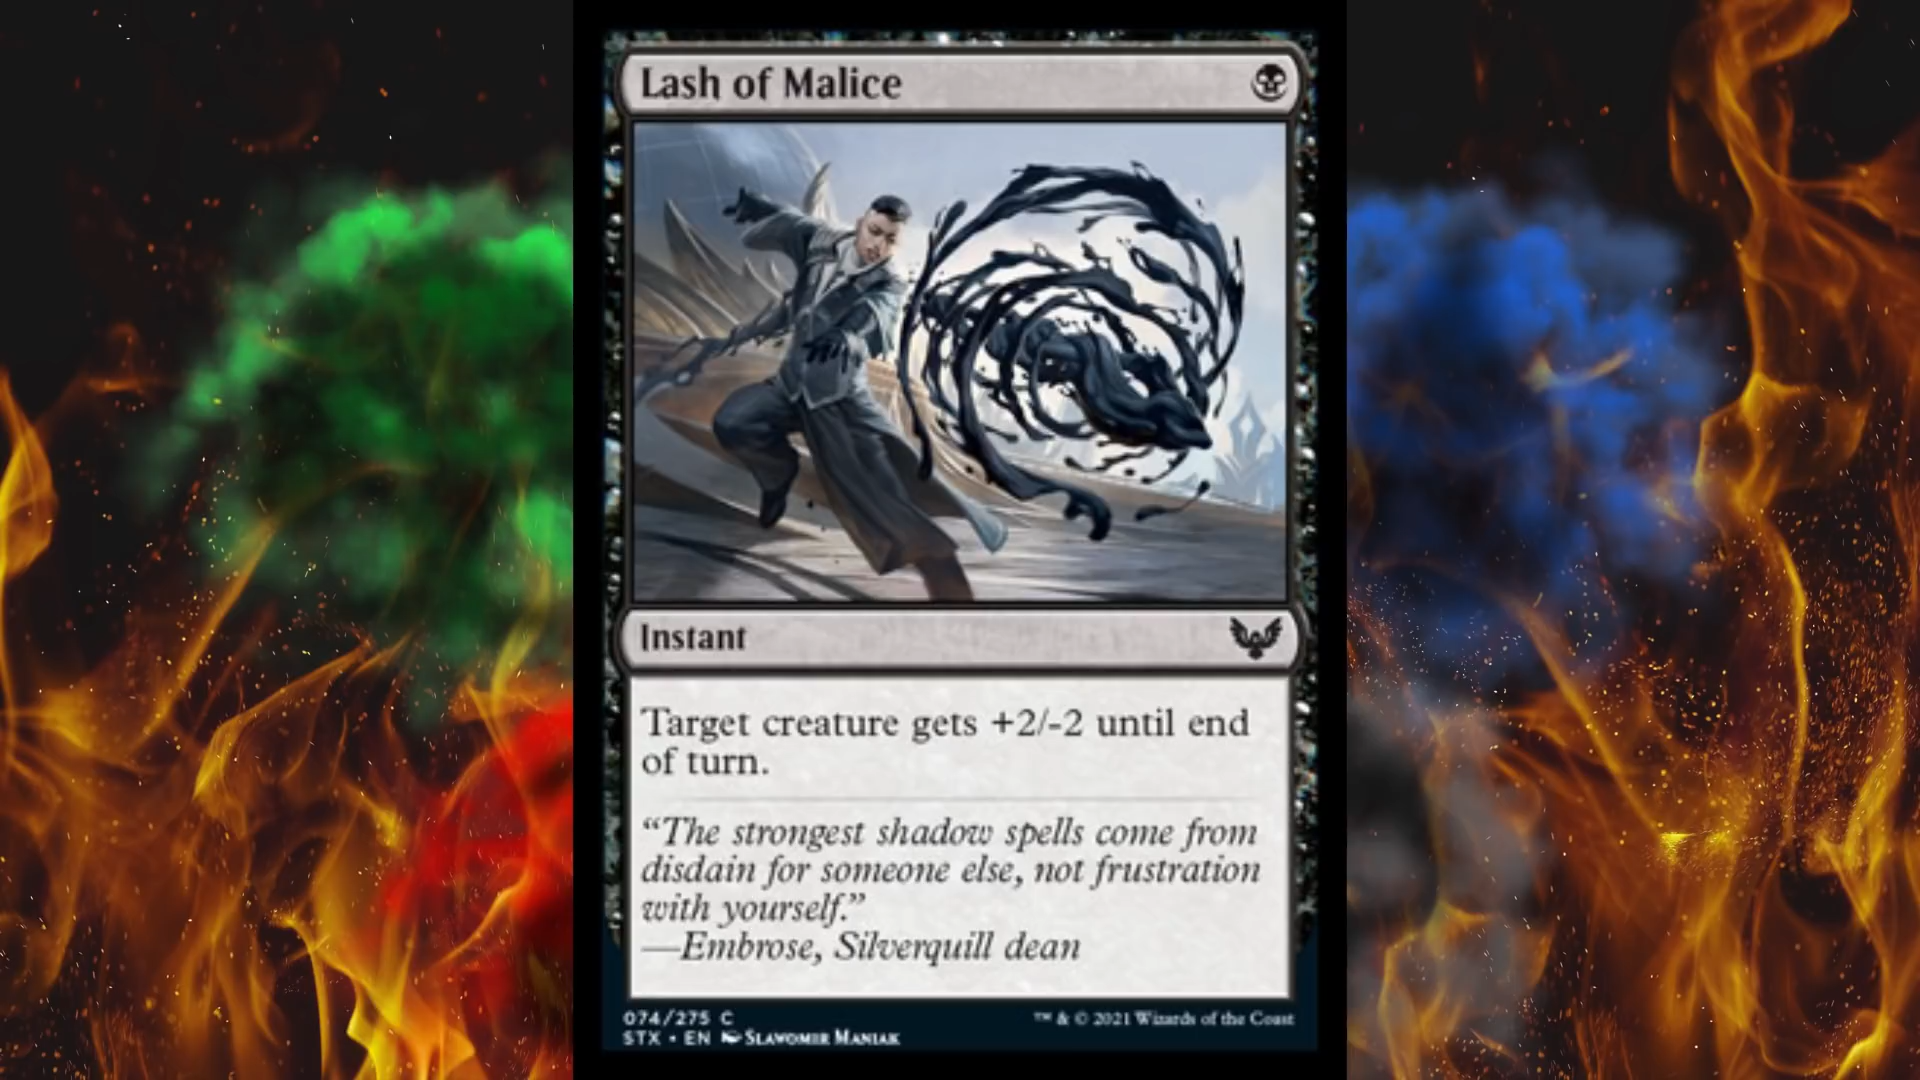 Lash of Malice
Instant
Target creature gets +2/-2 until end
of turn.
“The strongest shadow spells come from
disdain for someone else, not frustration
with yourself.”
—Embrose, Silverquill dean
074/275 C
™ & © 2021 Wizards of the Coast
STX • EN Slawomir Maniak